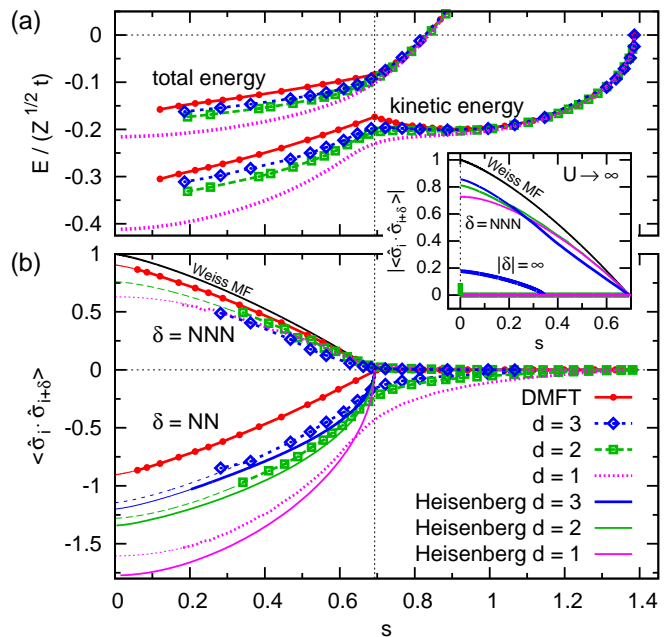 (a)
0
-0.1
-0.2
-0.3
-0.4
E / (Z^{1/2} t)
total energy
kinetic energy
1
0.8
0.6
0.4
0.2
0
|<σ̂_i · σ̂_{i+δ}>|
Weiss MF
U → ∞
δ = NNN
|δ| = ∞
0 0.2 0.4 0.6
s
(b)
1
0.5
0
-0.5
-1
-1.5
<σ̂_i · σ̂_{i+δ}>
Weiss MF
δ = NNN
δ = NN
DMFT
d = 3
d = 2
d = 1
Heisenberg d = 3
Heisenberg d = 2
Heisenberg d = 1
0 0.2 0.4 0.6 0.8 1 1.2 1.4
s